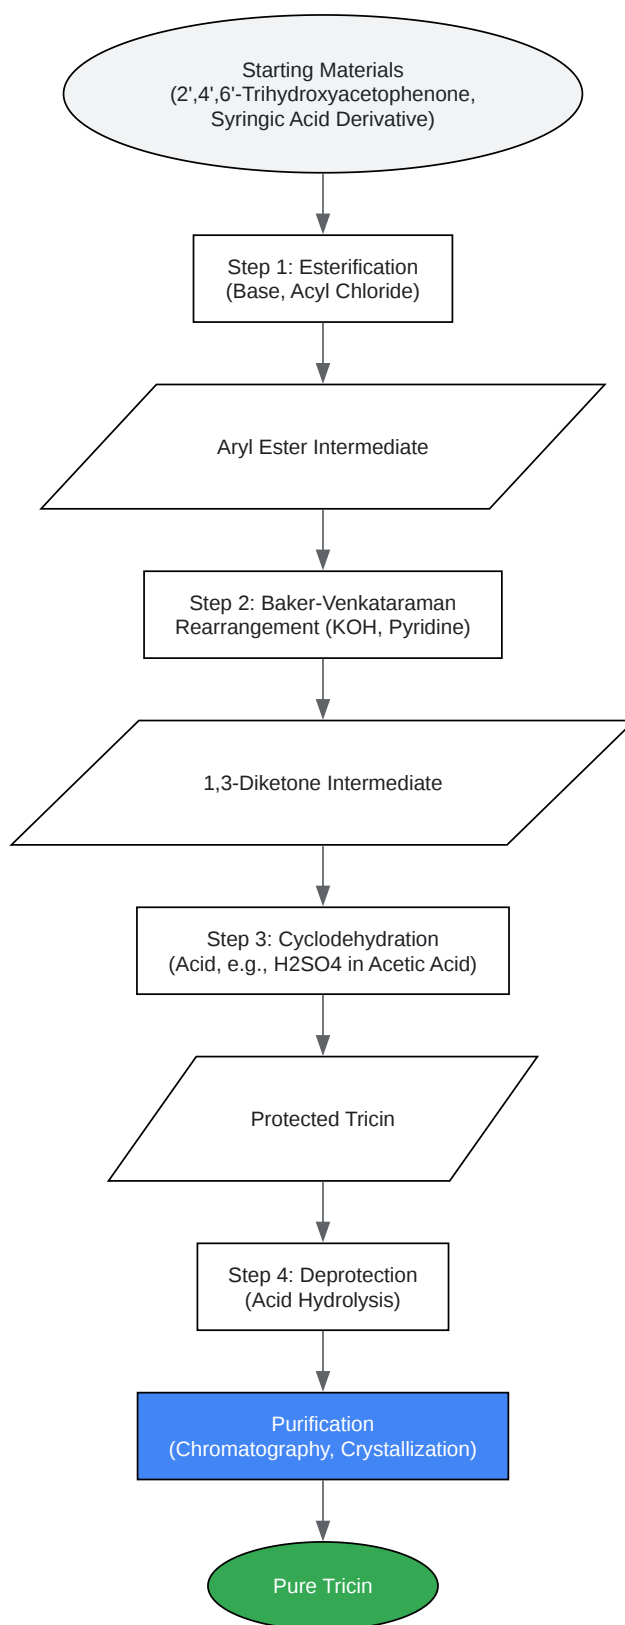 Starting Materials
(2',4',6'-Trihydroxyacetophenone,
Syringic Acid Derivative)
Step 1: Esterification
(Base, Acyl Chloride)
Aryl Ester Intermediate
Step 2: Baker-Venkataraman
Rearrangement (KOH, Pyridine)
1,3-Diketone Intermediate
Step 3: Cyclodehydration
(Acid, e.g., H2SO4 in Acetic Acid)
Protected Tricin
Step 4: Deprotection
(Acid Hydrolysis)
Purification
(Chromatography, Crystallization)
Pure Tricin